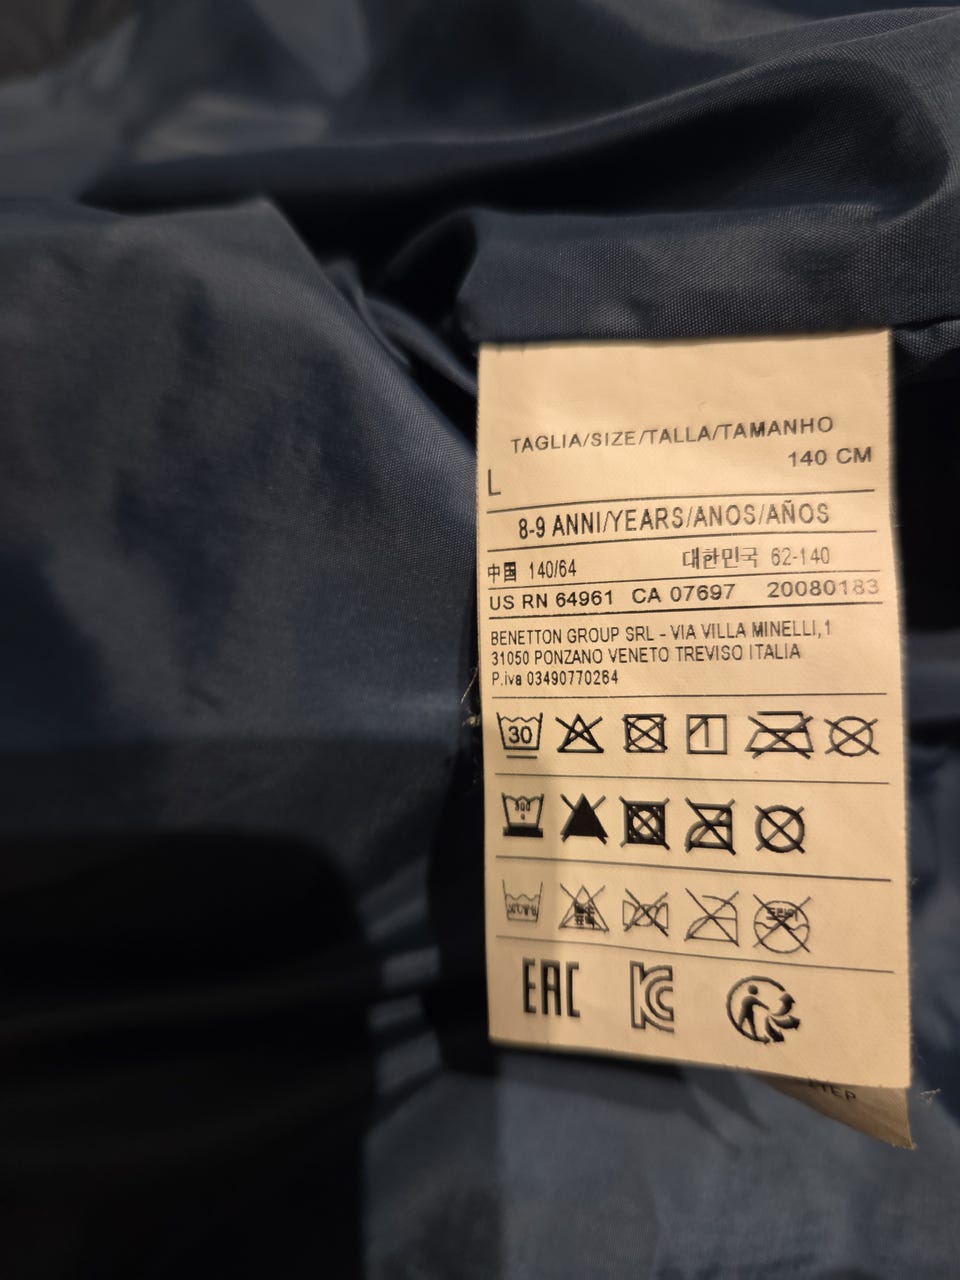 TAGLIA/SIZE/TALLA/TAMANHO
140 CM
L
8-9 ANNI/YEARS/ANOS/AÑOS
中国 140/64 대한민국 62-140
US RN 64961 CA 07697 20080183
BENETTON GROUP SRL - VIA VILLA MINELLI,1
31050 PONZANO VENETO TREVISO ITALIA
P.iva 03490770264
30
EAC KC